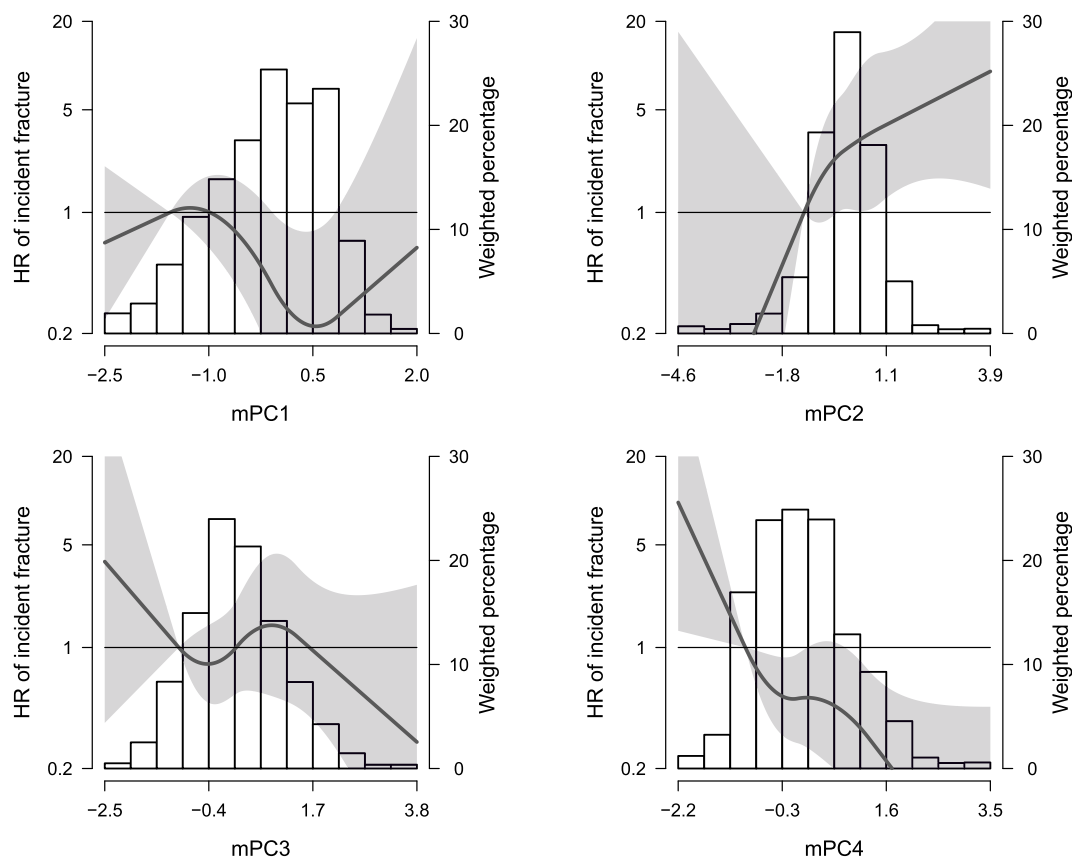 20
5
1
0.2
HR of incident fracture
30
20
10
0
Weighted percentage
−2.5 −1.0 0.5 2.0
mPC1
20
5
1
0.2
HR of incident fracture
30
20
10
0
Weighted percentage
−4.6 −1.8 1.1 3.9
mPC2
20
5
1
0.2
HR of incident fracture
30
20
10
0
Weighted percentage
−2.5 −0.4 1.7 3.8
mPC3
20
5
1
0.2
HR of incident fracture
30
20
10
0
Weighted percentage
−2.2 −0.3 1.6 3.5
mPC4